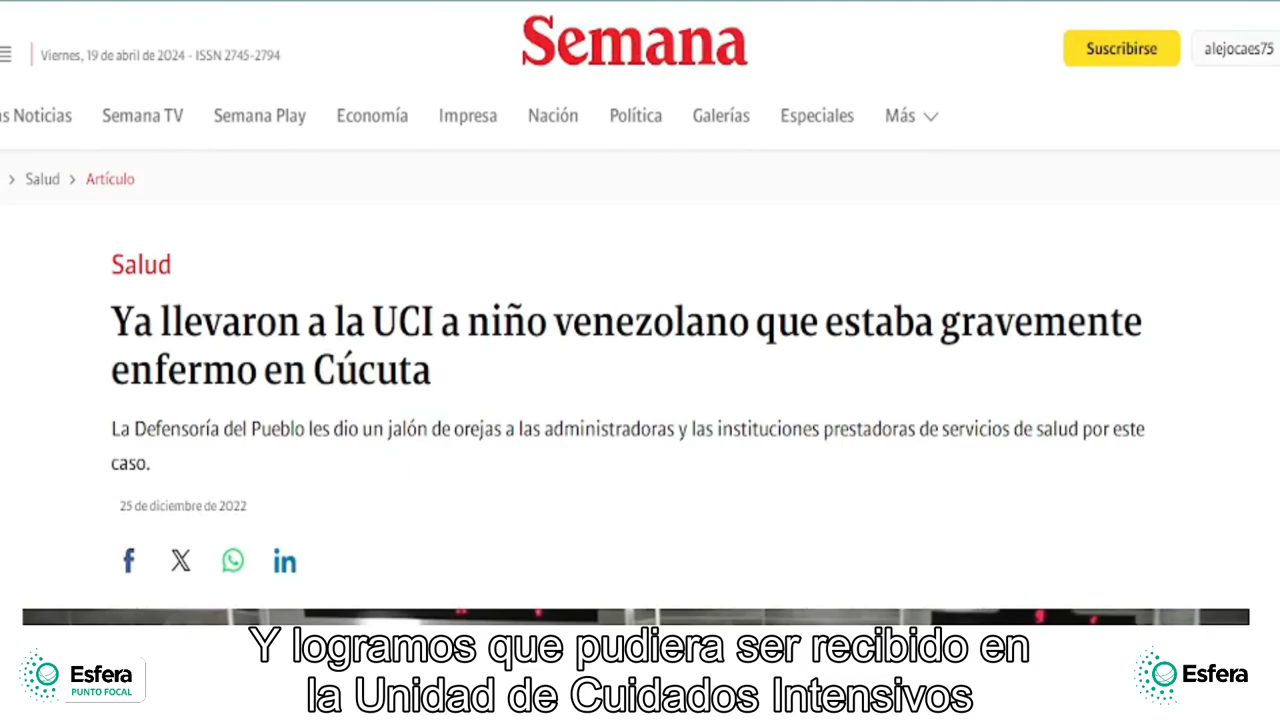 Viernes, 19 de abril de 2024 - ISSN 2745-2794
Semana
Suscribirse
alejocaes75
s Noticias
Semana TV
Semana Play
Economía
Impresa
Nación
Política
Galerías
Especiales
Más
Salud
Artículo
Salud
Ya llevaron a la UCI a niño venezolano que estaba gravemente
enfermo en Cúcuta
La Defensoría del Pueblo les dio un jalón de orejas a las administradoras y las instituciones prestadoras de servicios de salud por este
caso.
25 de diciembre de 2022
Y logramos que pudiera ser recibido en
la Unidad de Cuidados Intensivos
Esfera
PUNTO FOCAL
Esfera